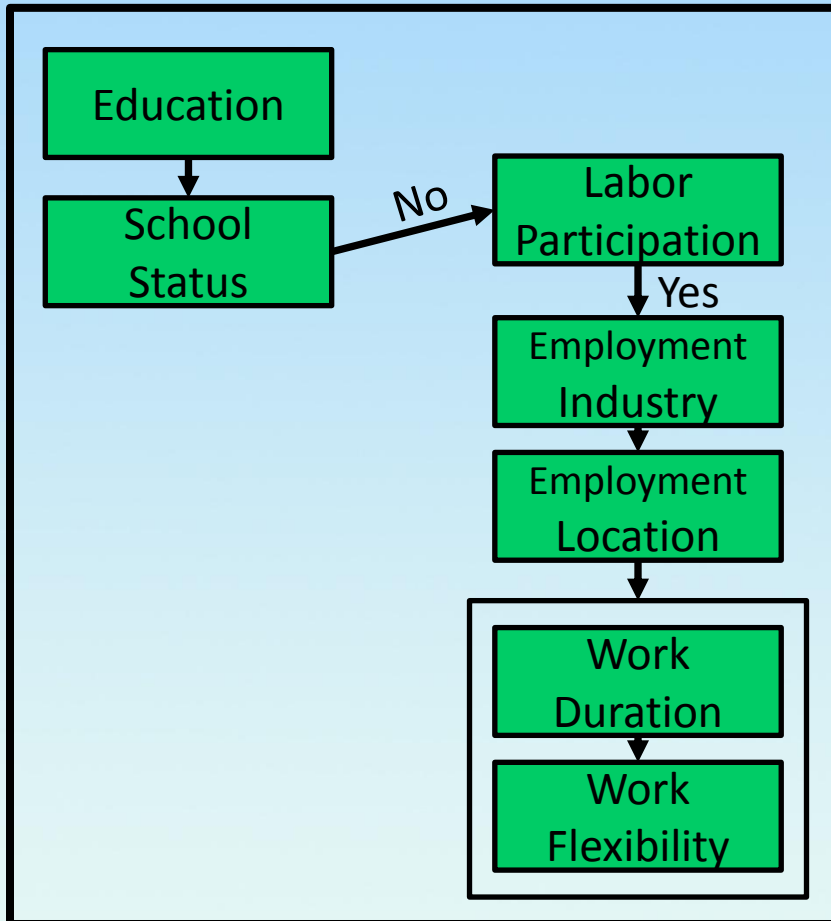 Education
School
Status
No
Labor
Participation
Yes
Employment
Industry
Employment
Location
Work
Duration
Work
Flexibility